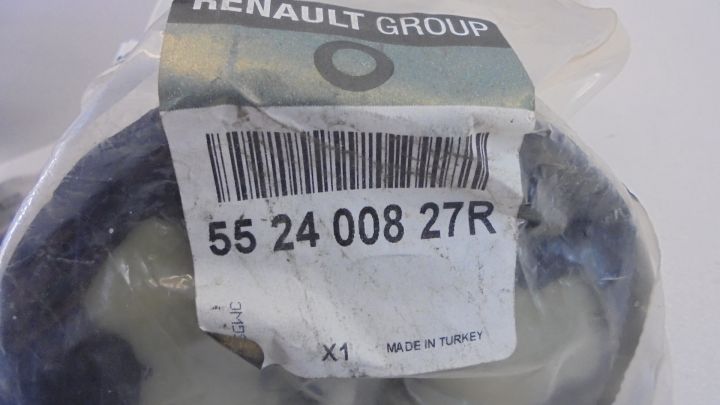 RENAULT GROUP
55 24 008 27R
X1 MADE IN TURKEY